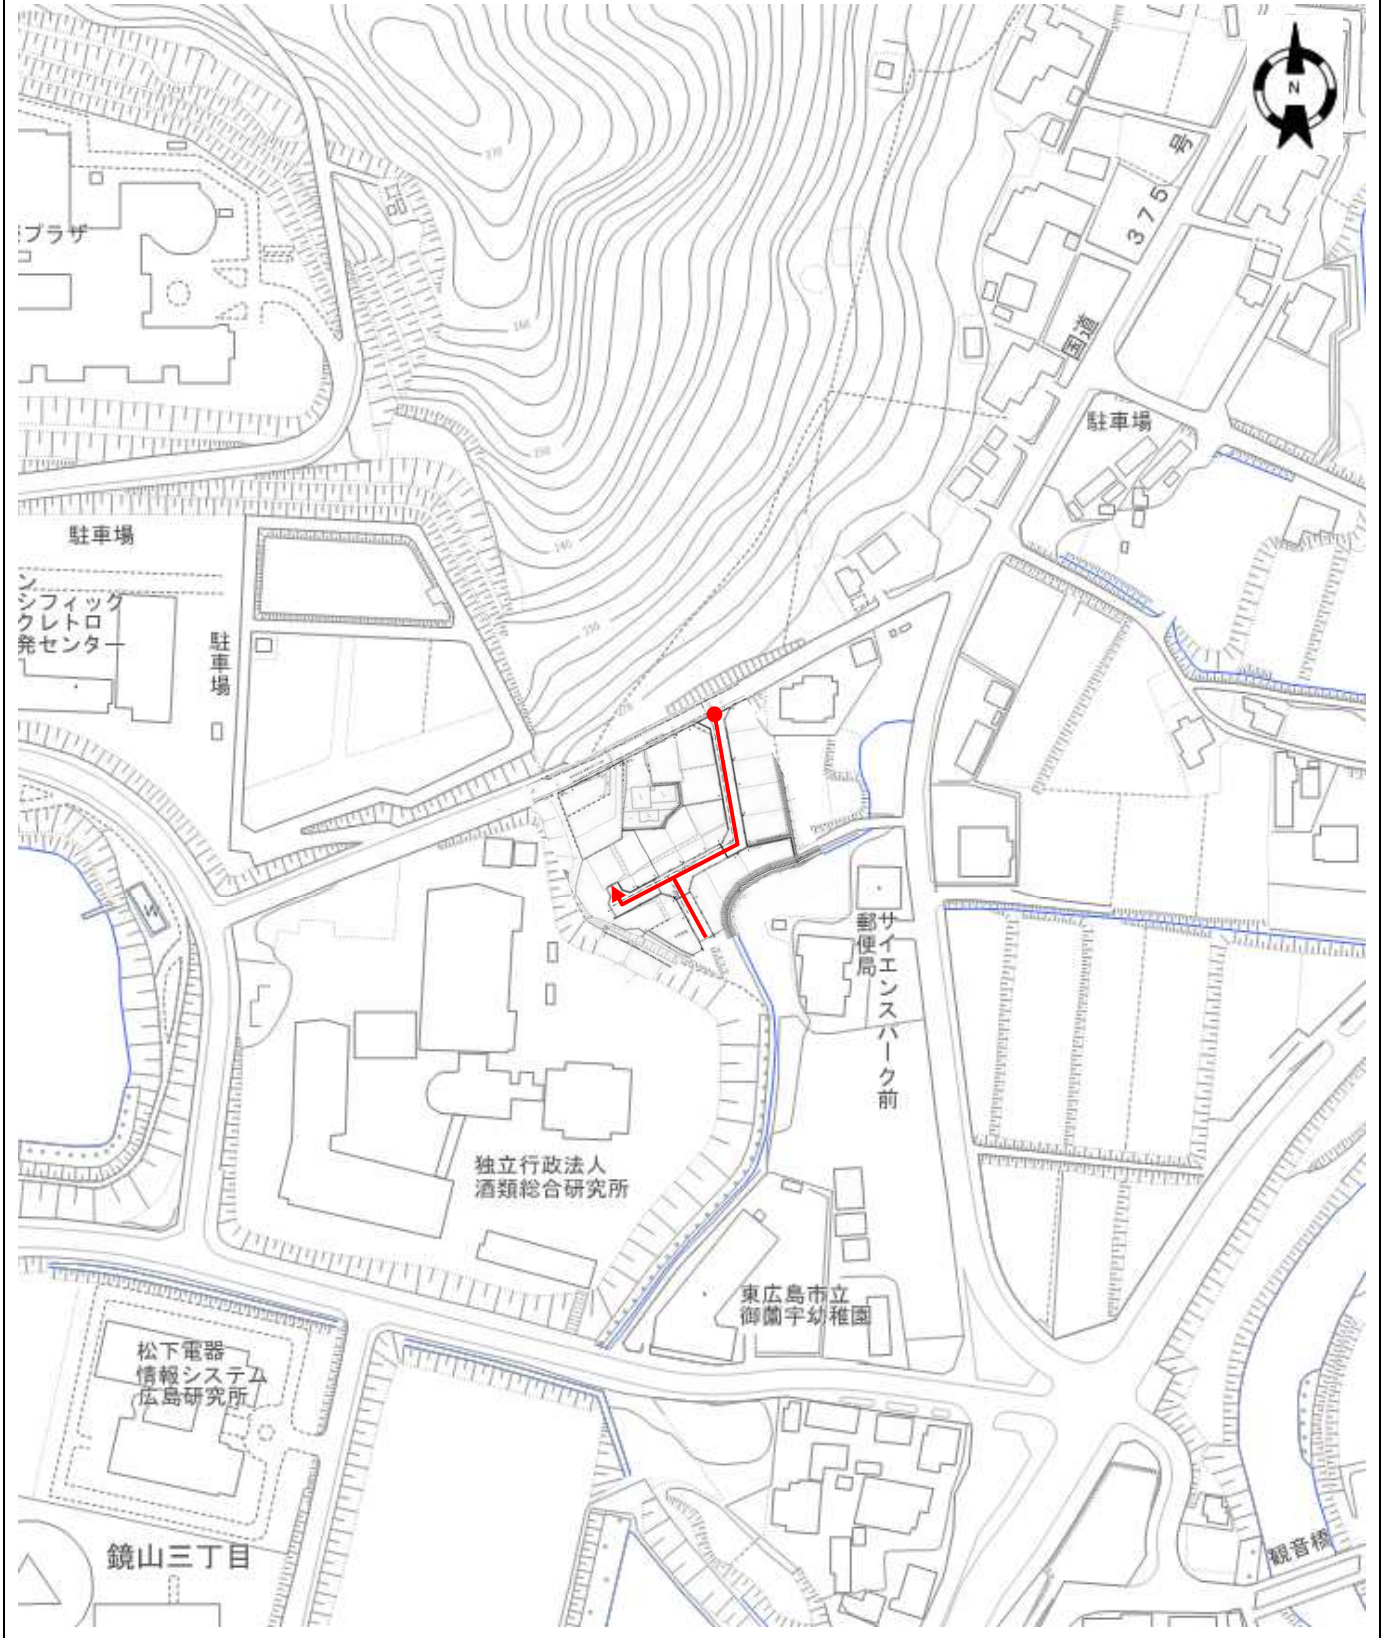 N
号
375
国道
プラザ
駐車場
駐車場
ン
シフィック
クレトロ
発センター
駐車場
サイエンスパーク前
郵便局
独立行政法人
酒類総合研究所
東広島市立
御薗宇幼稚園
松下電器
情報システム
広島研究所
鏡山三丁目
観音橋
160
240